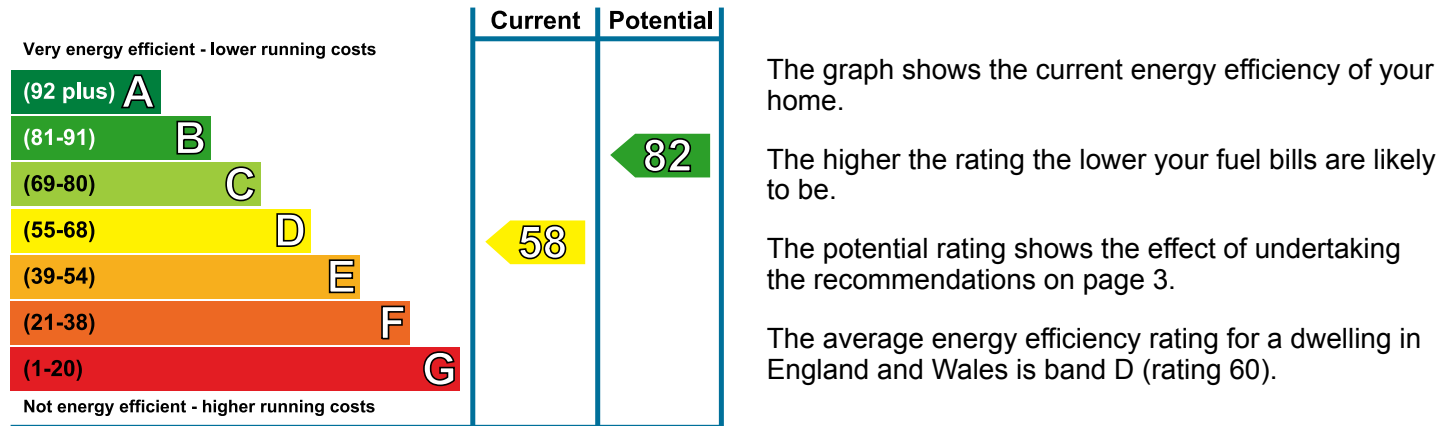 Current Potential
Very energy efficient - lower running costs
(92 plus) A
(81-91) B
82
(69-80) C
(55-68) D
58
(39-54) E
(21-38) F
(1-20) G
Not energy efficient - higher running costs
The graph shows the current energy efficiency of your
home.
The higher the rating the lower your fuel bills are likely
to be.
The potential rating shows the effect of undertaking
the recommendations on page 3.
The average energy efficiency rating for a dwelling in
England and Wales is band D (rating 60).